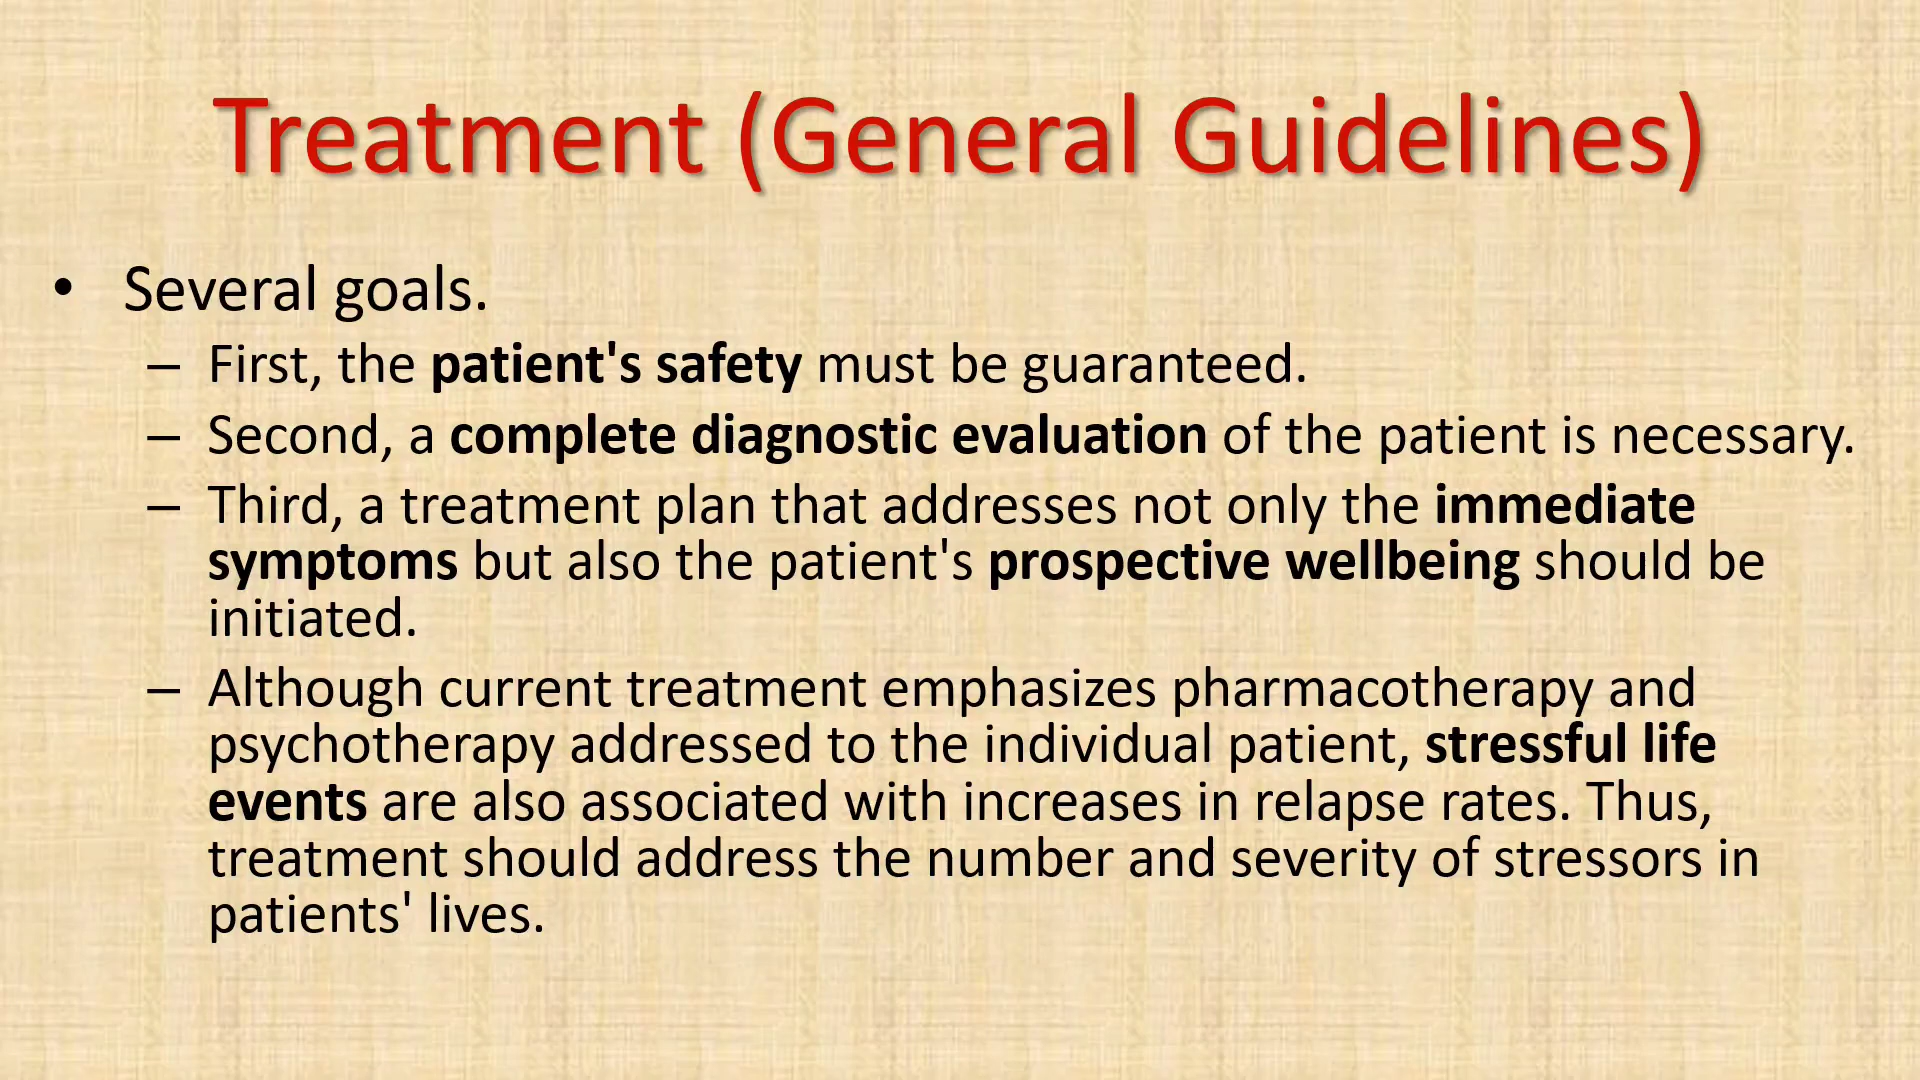 Treatment (General Guidelines)
• Several goals.
– First, the patient's safety must be guaranteed.
– Second, a complete diagnostic evaluation of the patient is necessary.
– Third, a treatment plan that addresses not only the immediate
symptoms but also the patient's prospective wellbeing should be
initiated.
– Although current treatment emphasizes pharmacotherapy and
psychotherapy addressed to the individual patient, stressful life
events are also associated with increases in relapse rates. Thus,
treatment should address the number and severity of stressors in
patients' lives.